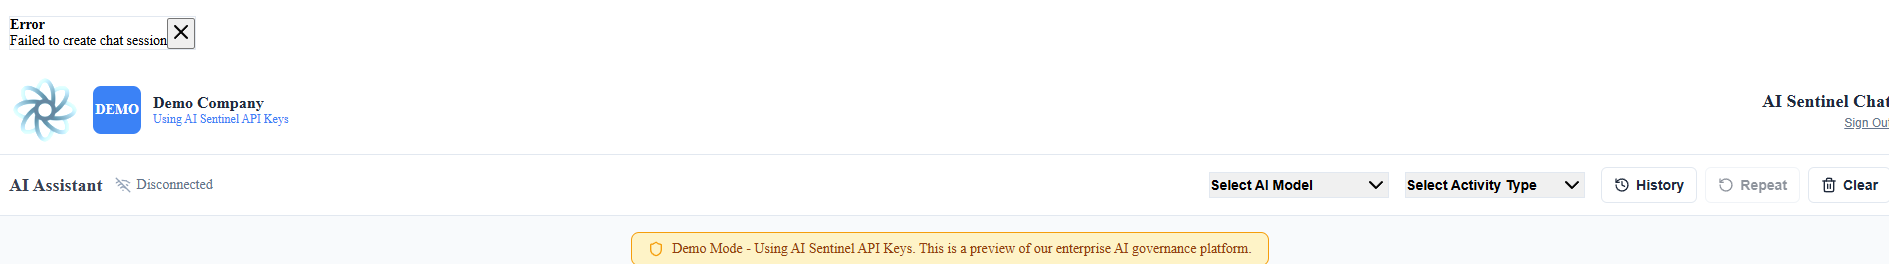 Error
Failed to create chat session
DEMO
Demo Company
Using AI Sentinel API Keys
AI Sentinel Chat
Sign Out
AI Assistant
Disconnected
Select AI Model
Select Activity Type
History
Repeat
Clear
Demo Mode - Using AI Sentinel API Keys. This is a preview of our enterprise AI governance platform.